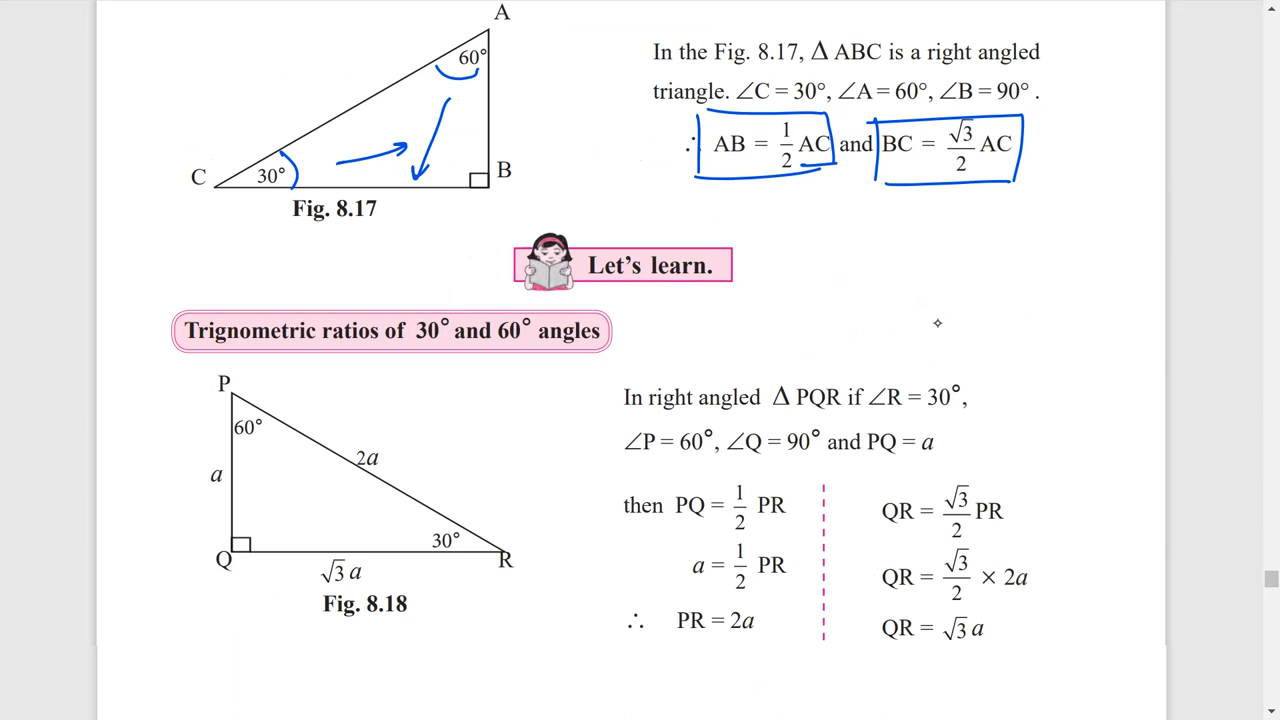 A
60°
C
30°
B
Fig. 8.17
In the Fig. 8.17, Δ ABC is a right angled
triangle. ∠C = 30°, ∠A = 60°, ∠B = 90° .
∴ AB = 1/2 AC and BC = √3/2 AC
Let's learn.
Trignometric ratios of 30° and 60° angles
P
60°
a
2a
30°
Q
R
√3 a
Fig. 8.18
In right angled Δ PQR if ∠R = 30°,
∠P = 60°, ∠Q = 90° and PQ = a
then PQ = 1/2 PR
a = 1/2 PR
∴ PR = 2a
QR = √3/2 PR
QR = √3/2 × 2a
QR = √3 a